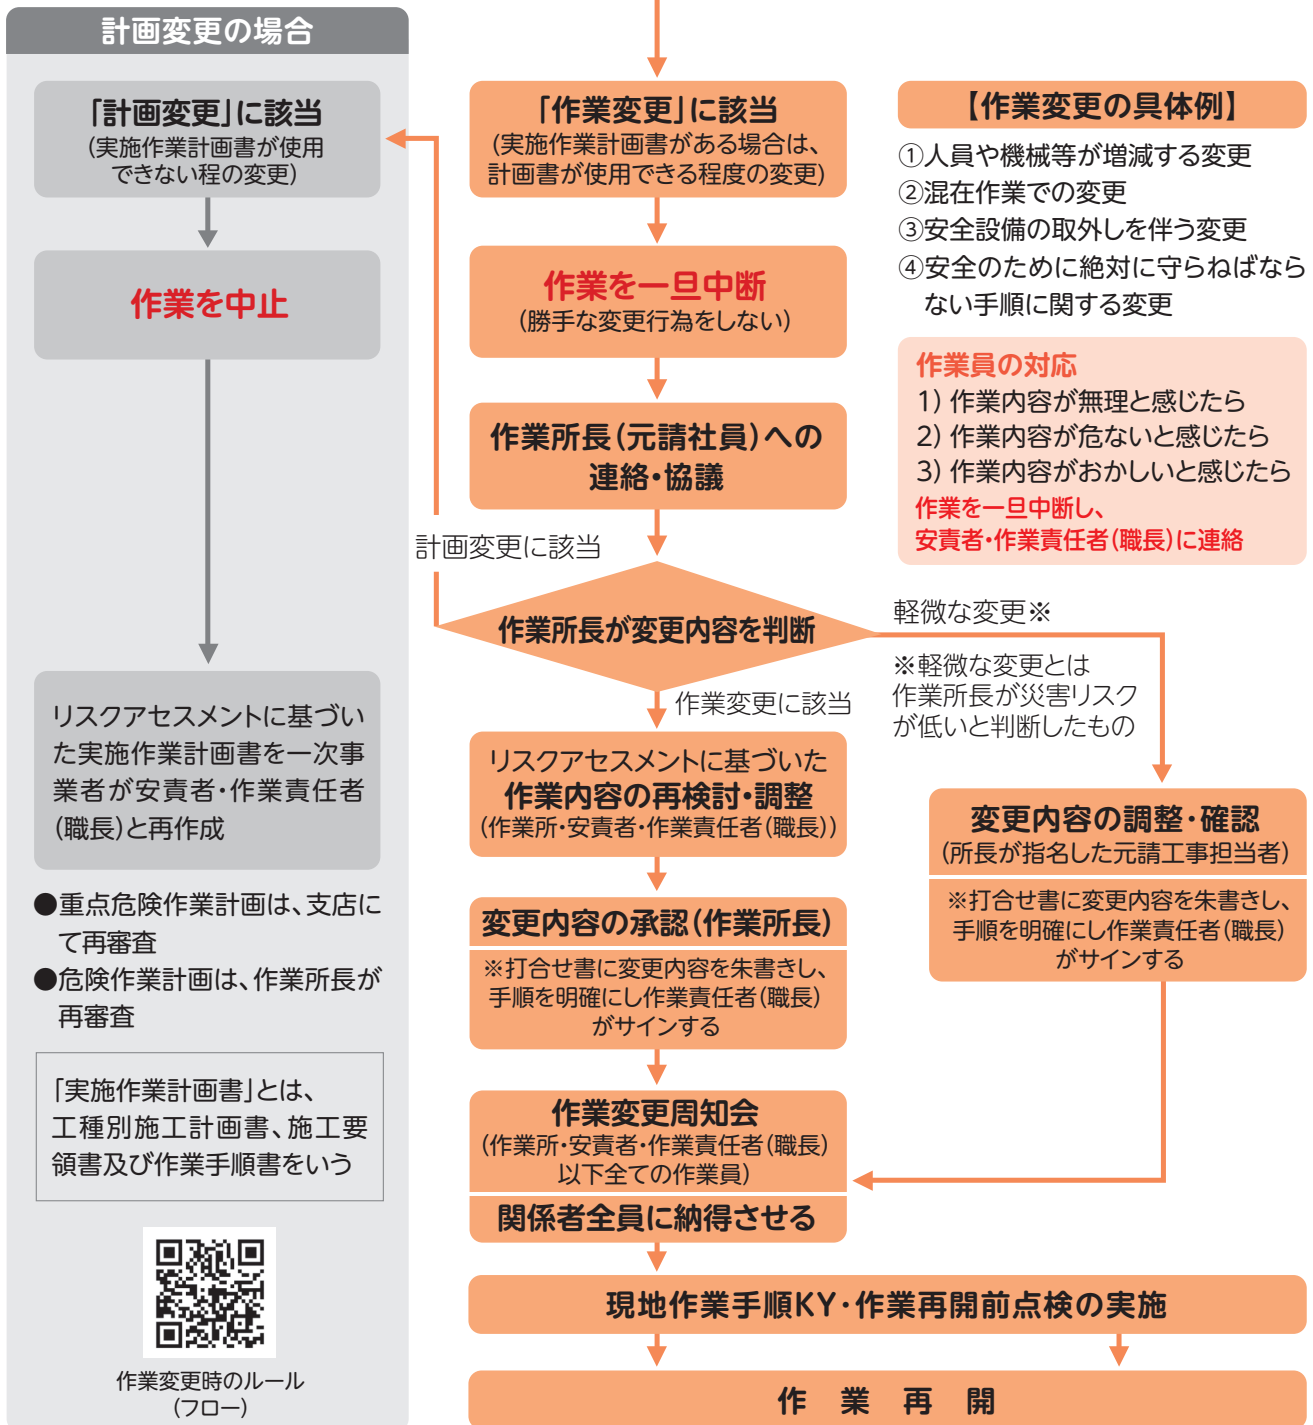 計画変更の場合
「計画変更」に該当
(実施作業計画書が使用
できない程の変更)
作業を中止
リスクアセスメントに基づい
た実施作業計画書を一次事
業者が安責者・作業責任者
(職長)と再作成
●重点危険作業計画は、支店に
て再審査
●危険作業計画は、作業所長が
再審査
「実施作業計画書」とは、
工種別施工計画書、施工要
領書及び作業手順書をいう
作業変更時のルール
(フロー)
「作業変更」に該当
(実施作業計画書がある場合は、
計画書が使用できる程度の変更)
作業を一旦中断
(勝手な変更行為をしない)
作業所長(元請社員)への
連絡・協議
計画変更に該当
作業所長が変更内容を判断
作業変更に該当
リスクアセスメントに基づいた
作業内容の再検討・調整
(作業所・安責者・作業責任者(職長))
変更内容の承認(作業所長)
※打合せ書に変更内容を朱書きし、
手順を明確にし作業責任者(職長)
がサインする
作業変更周知会
(作業所・安責者・作業責任者(職長)
以下全ての作業員)
関係者全員に納得させる
【作業変更の具体例】
①人員や機械等が増減する変更
②混在作業での変更
③安全設備の取外しを伴う変更
④安全のために絶対に守らねばなら
ない手順に関する変更
作業員の対応
1) 作業内容が無理と感じたら
2) 作業内容が危ないと感じたら
3) 作業内容がおかしいと感じたら
作業を一旦中断し、
安責者・作業責任者(職長)に連絡
軽微な変更※
※軽微な変更とは
作業所長が災害リスク
が低いと判断したもの
変更内容の調整・確認
(所長が指名した元請工事担当者)
※打合せ書に変更内容を朱書きし、
手順を明確にし作業責任者(職長)
がサインする
現地作業手順KY・作業再開前点検の実施
作業再開